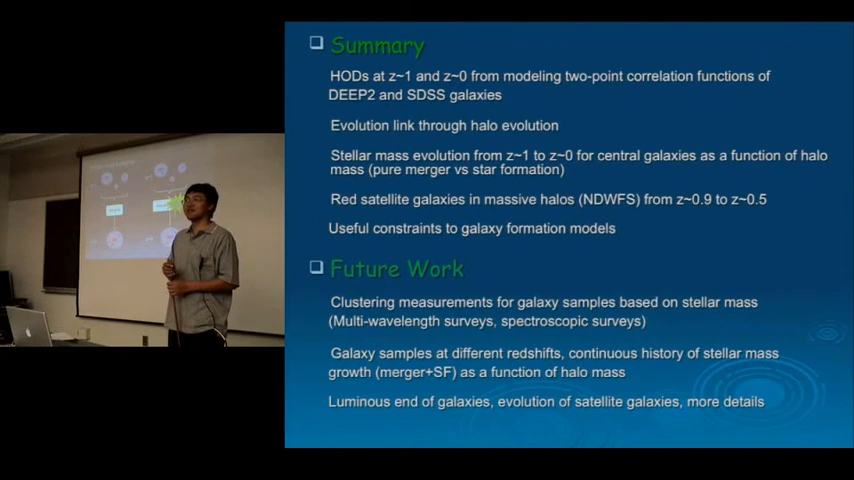 Summary
HODs at z~1 and z~0 from modeling two-point correlation functions of
DEEP2 and SDSS galaxies
Evolution link through halo evolution
Stellar mass evolution from z~1 to z~0 for central galaxies as a function of halo
mass (pure merger vs star formation)
Red satellite galaxies in massive halos (NDWFS) from z~0.9 to z~0.5
Useful constraints to galaxy formation models
Future Work
Clustering measurements for galaxy samples based on stellar mass
(Multi-wavelength surveys, spectroscopic surveys)
Galaxy samples at different redshifts, continuous history of stellar mass
growth (merger+SF) as a function of halo mass
Luminous end of galaxies, evolution of satellite galaxies, more details